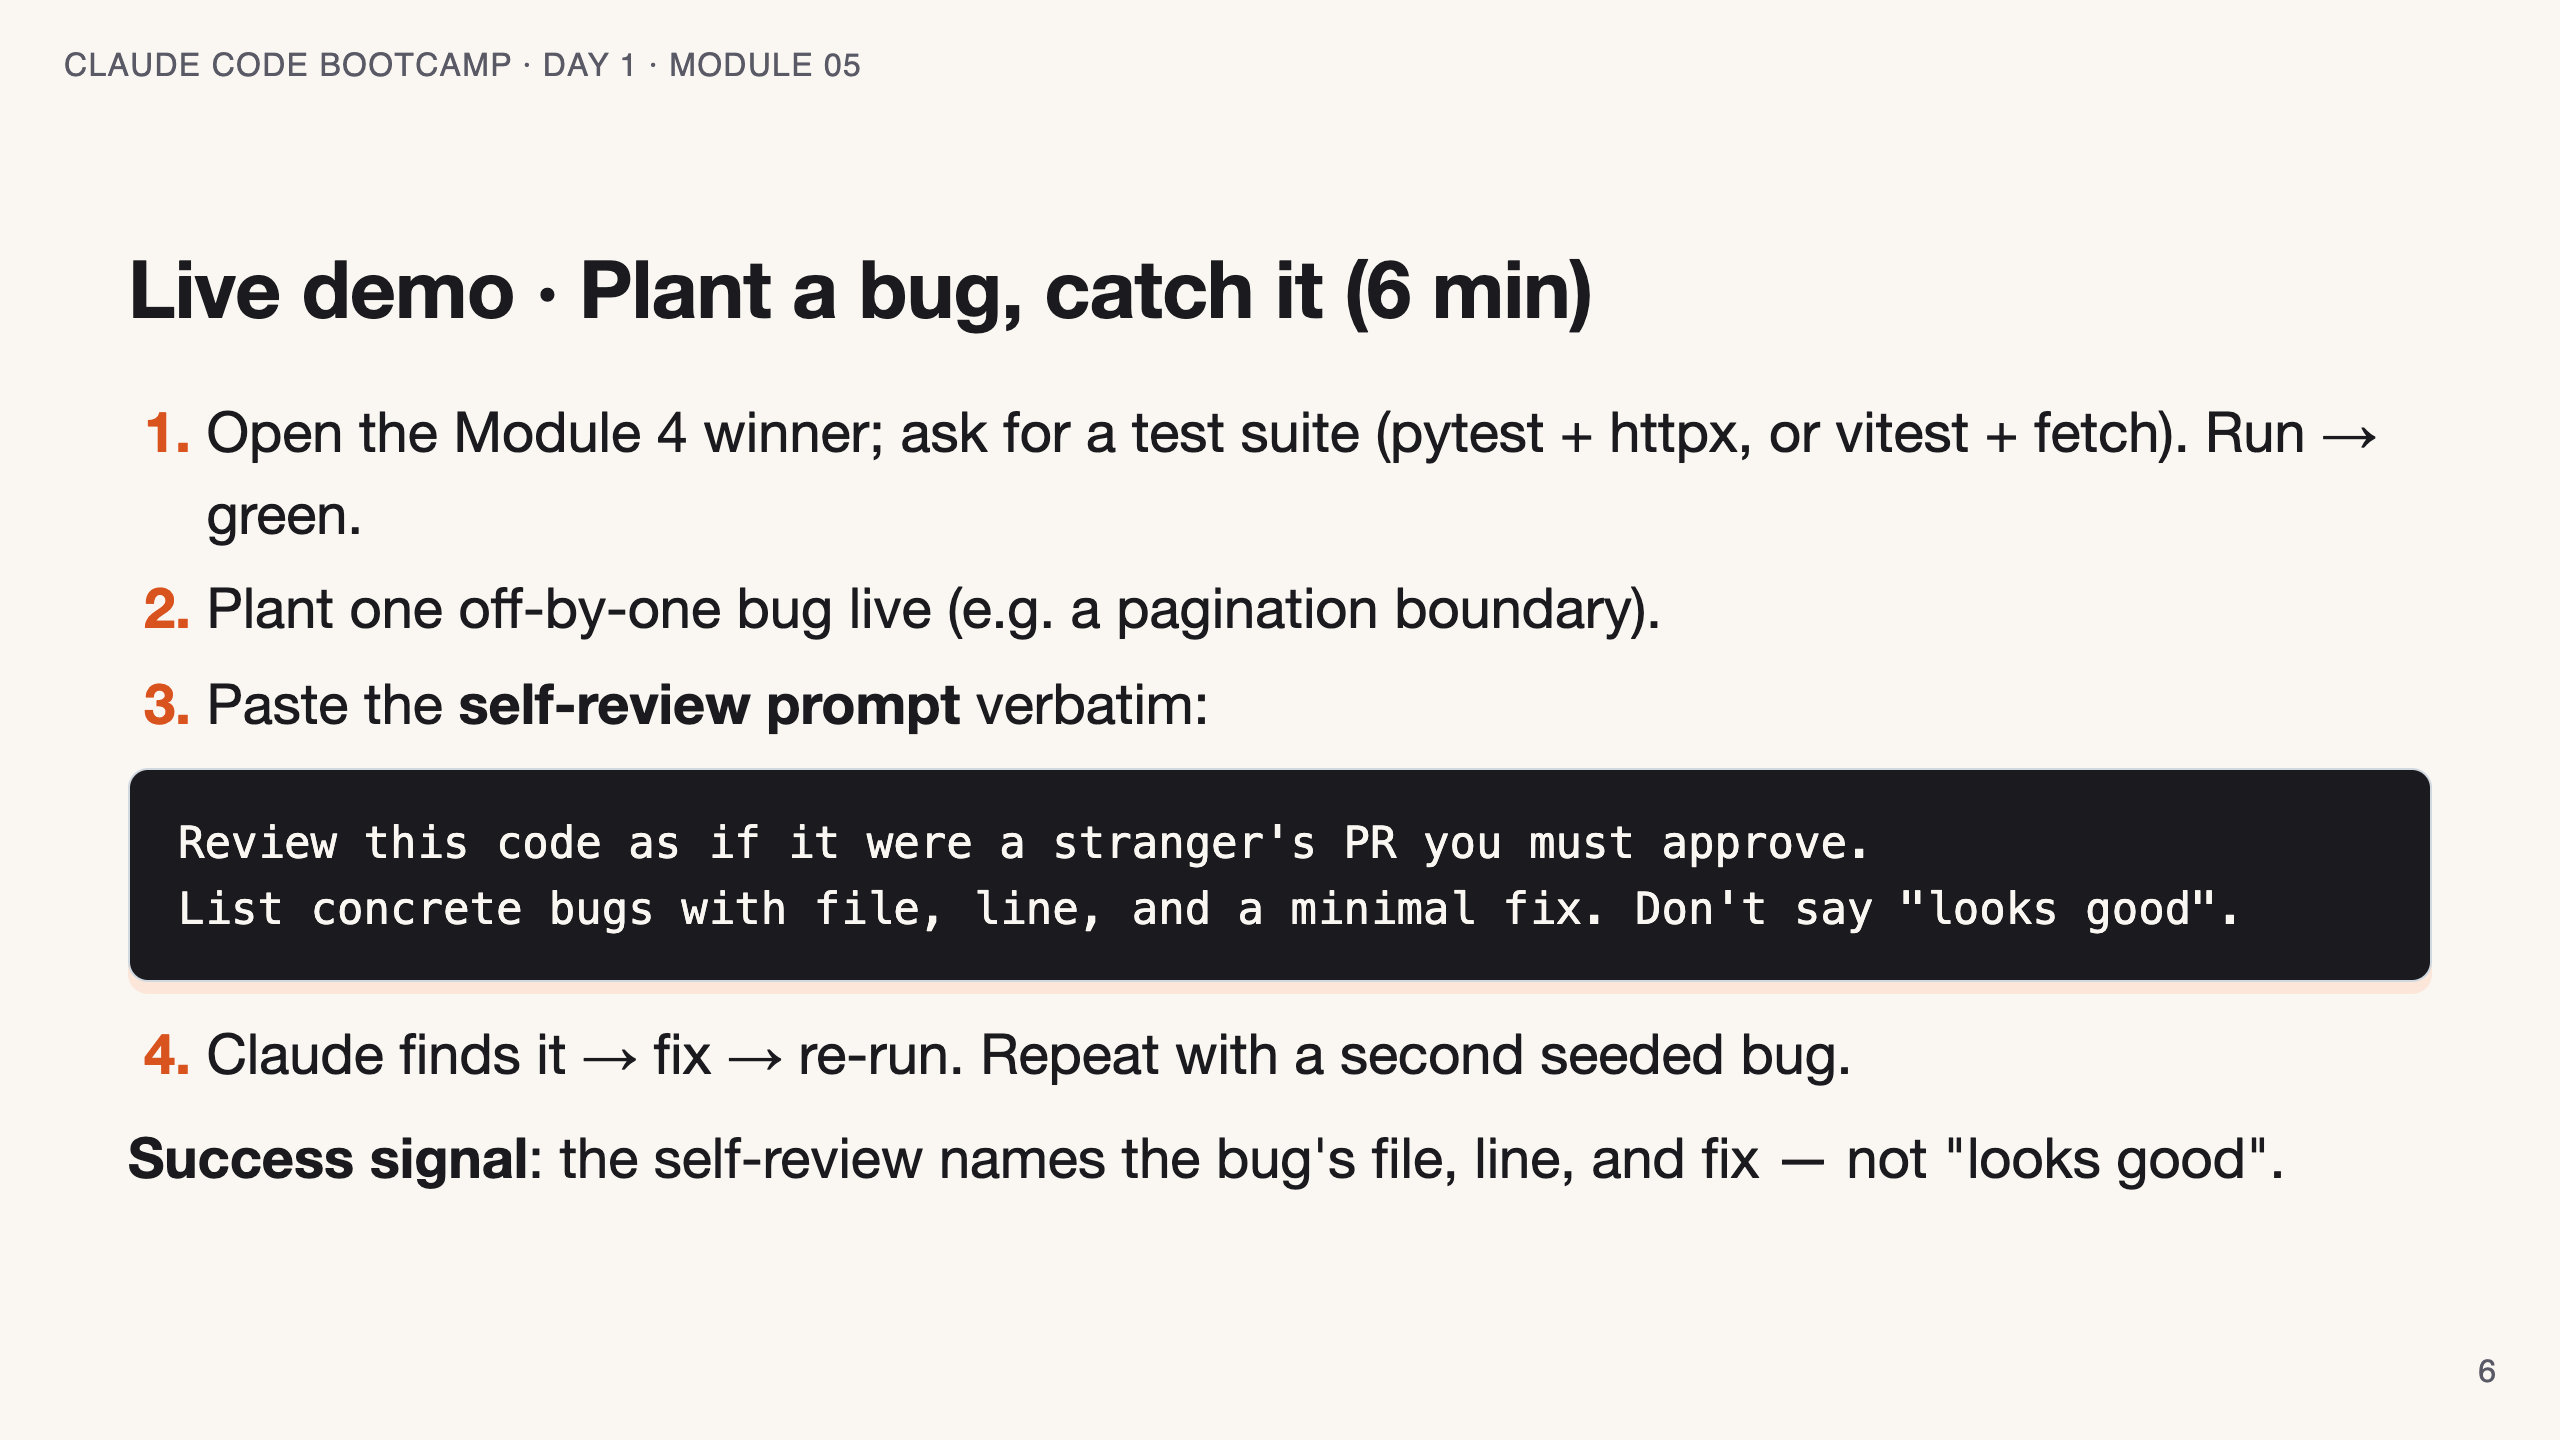 CLAUDE CODE BOOTCAMP · DAY 1 · MODULE 05
Live demo · Plant a bug, catch it (6 min)
1. Open the Module 4 winner; ask for a test suite (pytest + httpx, or vitest + fetch). Run →
green.
2. Plant one off-by-one bug live (e.g. a pagination boundary).
3. Paste the self-review prompt verbatim:
Review this code as if it were a stranger's PR you must approve.
List concrete bugs with file, line, and a minimal fix. Don't say "looks good".
4. Claude finds it → fix → re-run. Repeat with a second seeded bug.
Success signal: the self-review names the bug's file, line, and fix — not "looks good".
6